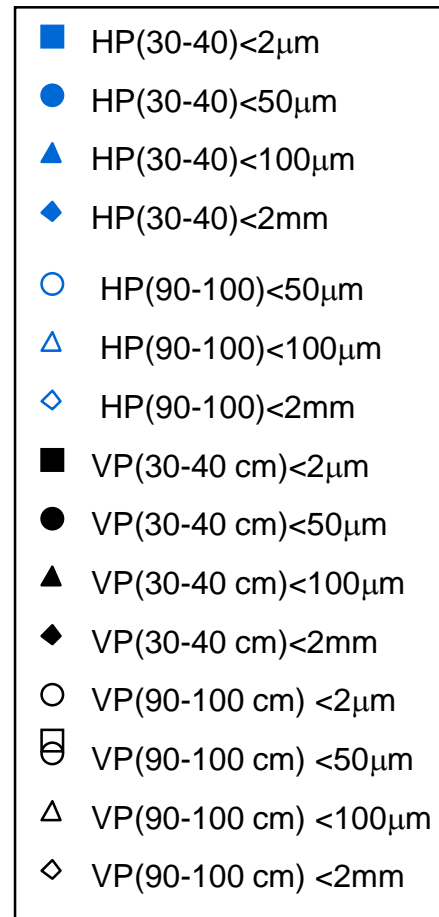 HP(30-40)<2μm
HP(30-40)<50μm
HP(30-40)<100μm
HP(30-40)<2mm
HP(90-100)<50μm
HP(90-100)<100μm
HP(90-100)<2mm
VP(30-40 cm)<2μm
VP(30-40 cm)<50μm
VP(30-40 cm)<100μm
VP(30-40 cm)<2mm
VP(90-100 cm) <2μm
VP(90-100 cm) <50μm
VP(90-100 cm) <100μm
VP(90-100 cm) <2mm